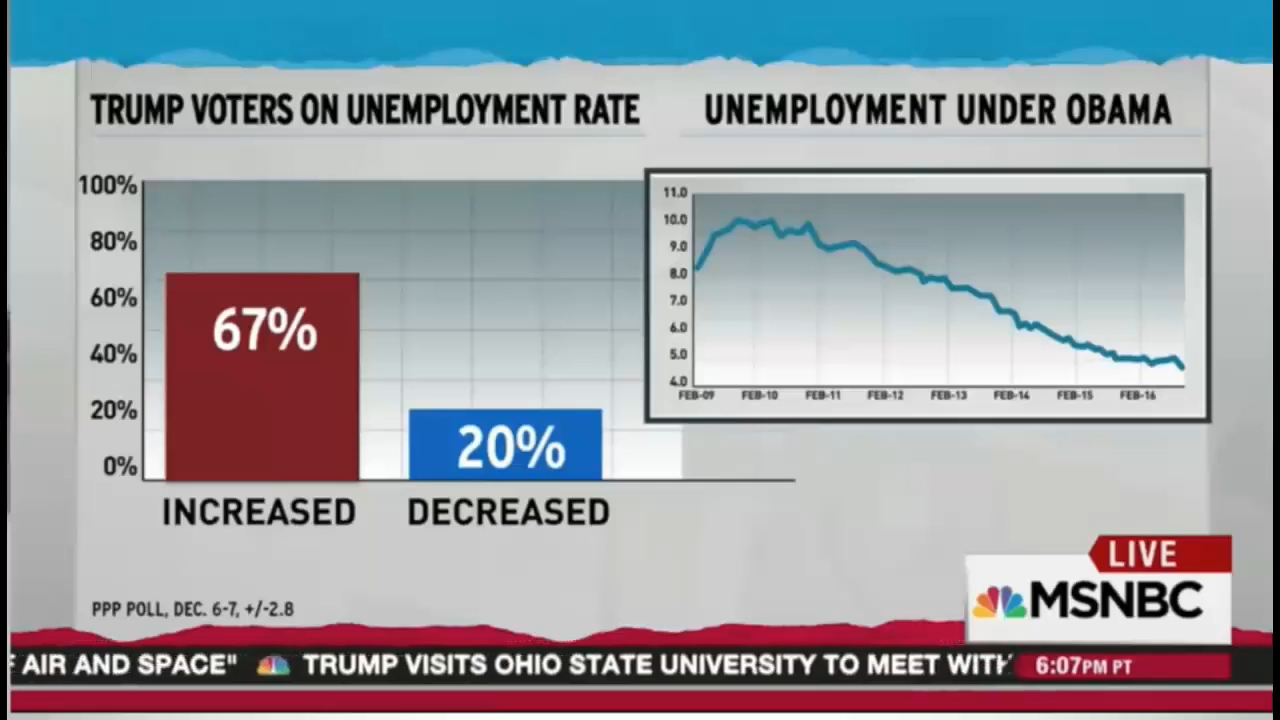 TRUMP VOTERS ON UNEMPLOYMENT RATE
100%
80%
60%
40%
20%
0%
67%
20%
INCREASED
DECREASED
PPP POLL, DEC. 6-7, +/-2.8
UNEMPLOYMENT UNDER OBAMA
11.0
10.0
9.0
8.0
7.0
6.0
5.0
4.0
FEB-09 FEB-10 FEB-11 FEB-12 FEB-13 FEB-14 FEB-15 FEB-16
LIVE
MSNBC
AIR AND SPACE" TRUMP VISITS OHIO STATE UNIVERSITY TO MEET WITH 6:07PM PT